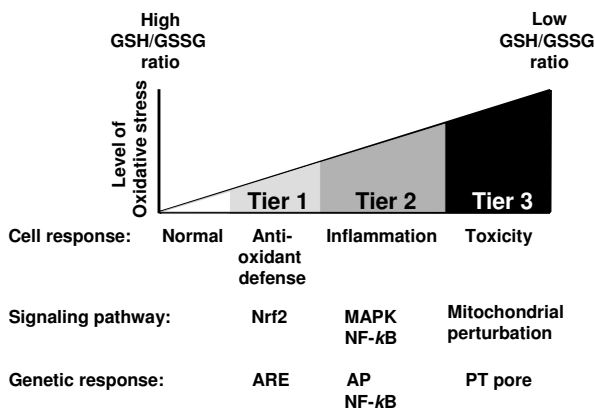 High
GSH/GSSG
ratio
Low
GSH/GSSG
ratio
Level of
Oxidative stress
Tier 1 Tier 2 Tier 3
Cell response: Normal Anti- Inflammation Toxicity
oxidant
defense
Signaling pathway: Nrf2 MAPK Mitochondrial
NF-kB perturbation
Genetic response: ARE AP PT pore
NF-kB